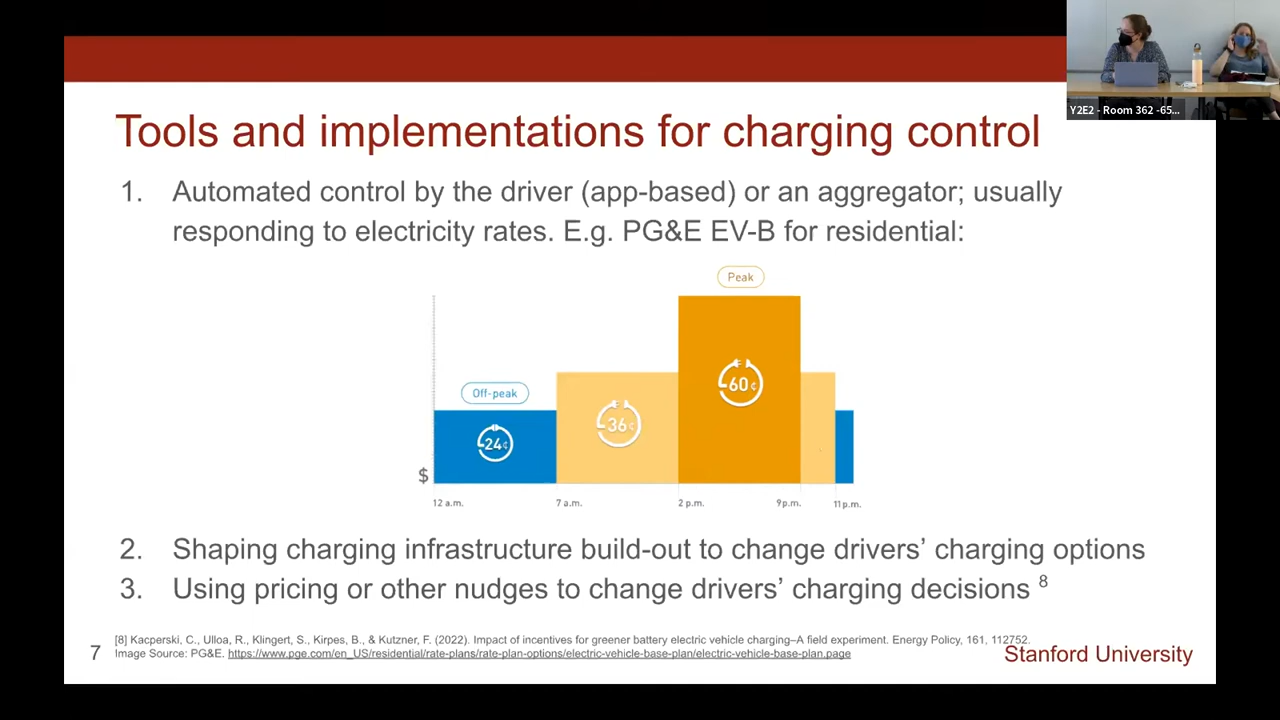 Y2E2 - Room 362 -65...
Tools and implementations for charging control
1. Automated control by the driver (app-based) or an aggregator; usually
responding to electricity rates. E.g. PG&E EV-B for residential:
Peak
60¢
Off-peak
36¢
24¢
$
12 a.m. 7 a.m. 2 p.m. 9 p.m. 11 p.m.
2. Shaping charging infrastructure build-out to change drivers’ charging options
3. Using pricing or other nudges to change drivers’ charging decisions 8
[8] Kacperski, C., Ulloa, R., Klingert, S., Kirpes, B., & Kutzner, F. (2022). Impact of incentives for greener battery electric vehicle charging–A field experiment. Energy Policy, 161, 112752.
Image Source: PG&E. https://www.pge.com/en_US/residential/rate-plans/rate-plan-options/electric-vehicle-base-plan/electric-vehicle-base-plan.page
7
Stanford University